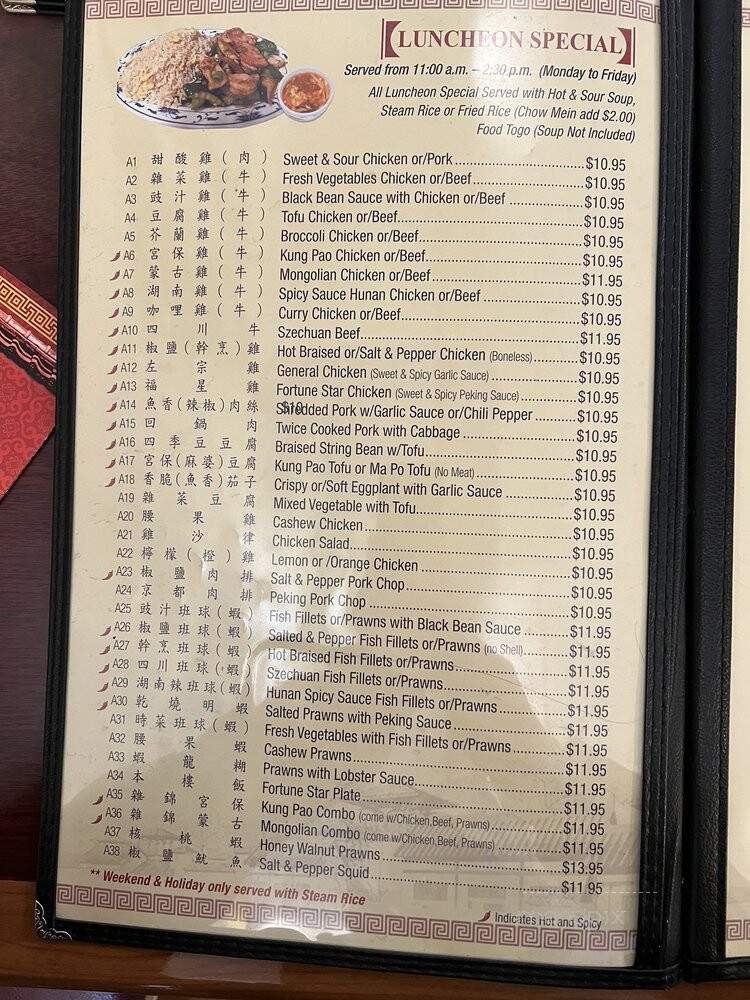 【LUNCHEON SPECIAL】
Served from 11:00 a.m. – 2:30 p.m. (Monday to Friday)
All Luncheon Special Served with Hot & Sour Soup,
Steam Rice or Fried Rice (Chow Mein add $2.00)
Food Togo (Soup Not Included)
A1 甜酸雞(肉) Sweet & Sour Chicken or/Pork $10.95
A2 雜菜雞(牛) Fresh Vegetables Chicken or/Beef $10.95
A3 豉汁雞(牛) Black Bean Sauce with Chicken or/Beef $10.95
A4 豆腐雞(牛) Tofu Chicken or/Beef $10.95
A5 芥蘭雞(牛) Broccoli Chicken or/Beef $10.95
A6 宮保雞(牛) Kung Pao Chicken or/Beef $10.95
A7 蒙古雞(牛) Mongolian Chicken or/Beef $11.95
A8 湖南雞(牛) Spicy Sauce Hunan Chicken or/Beef $10.95
A9 咖哩雞(牛) Curry Chicken or/Beef $10.95
A10 四川牛 Szechuan Beef $11.95
A11 椒鹽(幹烹)雞 Hot Braised or/Salt & Pepper Chicken (Boneless) $10.95
A12 左宗雞 General Chicken (Sweet & Spicy Garlic Sauce) $10.95
A13 福星雞 Fortune Star Chicken (Sweet & Spicy Peking Sauce) $10.95
A14 魚香(辣椒)肉絲 Shredded Pork w/Garlic Sauce or/Chili Pepper $10.95
A15 回鍋肉 Twice Cooked Pork with Cabbage $10.95
A16 四季豆豆腐 Braised String Bean w/Tofu $10.95
A17 宮保(麻婆)豆腐 Kung Pao Tofu or Ma Po Tofu (No Meat) $10.95
A18 香脆(魚香)茄子 Crispy or/Soft Eggplant with Garlic Sauce $10.95
A19 雜菜豆腐 Mixed Vegetable with Tofu $10.95
A20 腰果雞 Cashew Chicken $10.95
A21 雞沙律 Chicken Salad $10.95
A22 檸檬(橙)雞 Lemon or /Orange Chicken $10.95
A23 椒鹽肉排 Salt & Pepper Pork Chop $10.95
A24 京都肉排 Peking Pork Chop $10.95
A25 豉汁班球(蝦) Fish Fillets or/Prawns with Black Bean Sauce $11.95
A26 椒鹽班球(蝦) Salted & Pepper Fish Fillets or/Prawns (no Shell) $11.95
A27 幹烹班球(蝦) Hot Braised Fish Fillets or/Prawns $11.95
A28 四川班球(蝦) Szechuan Fish Fillets or/Prawns $11.95
A29 湖南辣班球(蝦) Hunan Spicy Sauce Fish Fillets or/Prawns $11.95
A30 乾燒明蝦 Salted Prawns with Peking Sauce $11.95
A31 時菜班球(蝦) Fresh Vegetables with Fish Fillets or/Prawns $11.95
A32 腰果蝦 Cashew Prawns $11.95
A33 蝦龍糊 Prawns with Lobster Sauce $11.95
A34 本樓飯 Fortune Star Plate $11.95
A35 雜錦宮保 Kung Pao Combo (come w/Chicken,Beef, Prawns) $11.95
A36 雜錦蒙古 Mongolian Combo (come w/Chicken,Beef, Prawns) $11.95
A37 核桃蝦 Honey Walnut Prawns $13.95
A38 椒鹽魷魚 Salt & Pepper Squid $11.95
** Weekend & Holiday only served with Steam Rice
Indicates Hot and Spicy